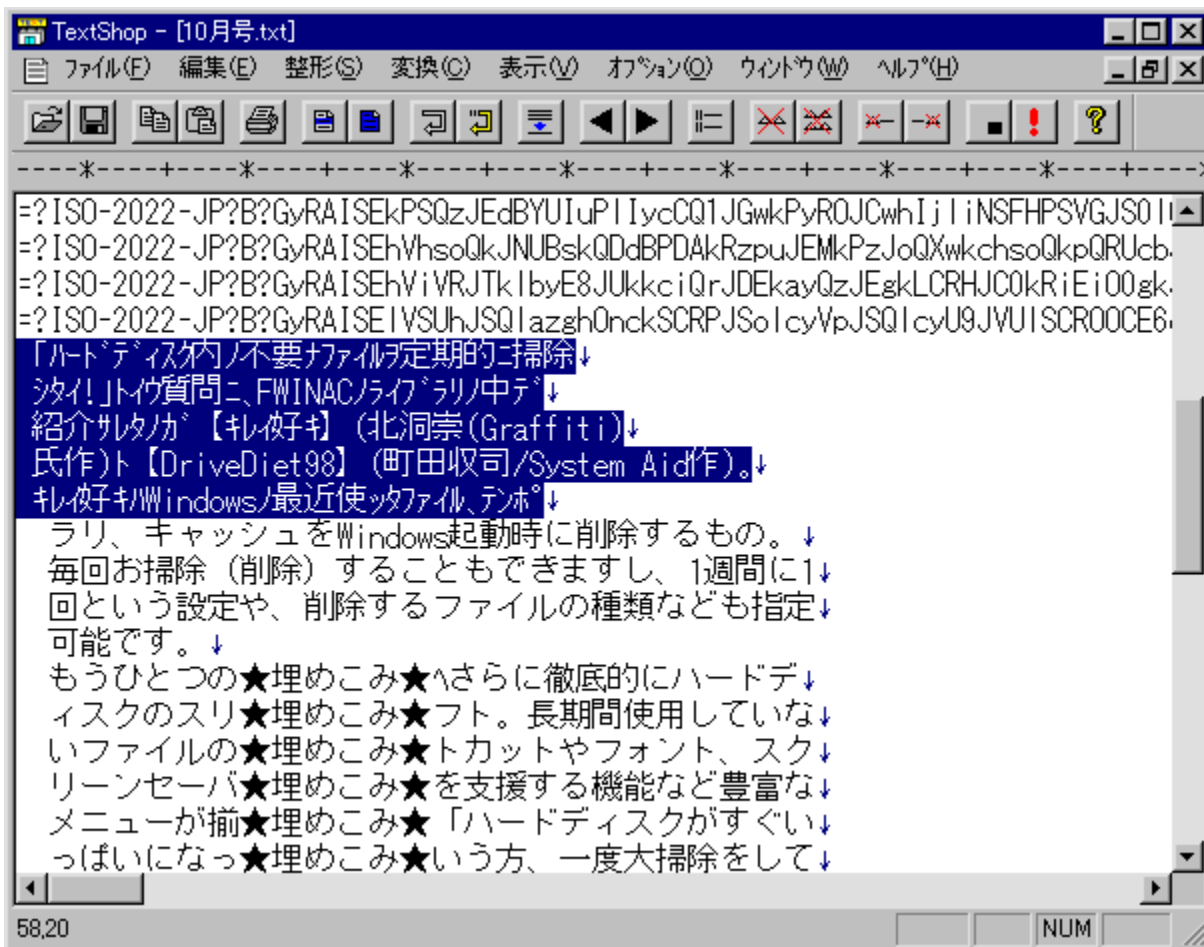 TextShop - [10月号.txt]
ﾌｧｲﾙ(F) 編集(E) 整形(S) 変換(C) 表示(V) ｵﾌﾟｼｮﾝ(O) ｳｨﾝﾄﾞｳ(W) ﾍﾙﾌﾟ(H)
----*----+----*----+----*----+----*----+----*----+----*----+----*----+----
=?ISO-2022-JP?B?
=?ISO-2022-JP?B?
=?ISO-2022-JP?B?
=?ISO-2022-JP?B?
｢ﾊｰﾄﾞﾃﾞｨｽｸ内ﾉ不要ﾅﾌｧｲﾙｦ定期的ﾆ掃除↓
ｼﾀｲ!｣ﾄｲｳ質問ﾆ､FWINACﾉﾗｲﾌﾞﾗﾘﾉ中ﾃﾞ↓
紹介ｻﾚﾀﾉｶﾞ【ｷﾚｲ好ｷ】(北洞崇(Graffiti)↓
氏作)ﾄ【DriveDiet98】(町田収司/System Aid作)｡↓
ｷﾚｲ好ｷﾊWindowsﾉ最近使ｯﾀﾌｧｲﾙ､ﾃﾝﾎﾟ↓
ラリ、キャッシュをWindows起動時に削除するもの。↓
毎回お掃除（削除）することもできますし、1週間に1↓
回という設定や、削除するファイルの種類なども指定↓
可能です。↓
もうひとつの★埋めこみ★へさらに徹底的にハードデ↓
ィスクのスリ★埋めこみ★フト。長期間使用していな↓
いファイルの★埋めこみ★トカットやフォント、スク↓
リーンセーバ★埋めこみ★を支援する機能など豊富な↓
メニューが揃★埋めこみ★「ハードディスクがすぐい↓
っぱいになっ★埋めこみ★いう方、一度大掃除をして↓
58,20
NUM